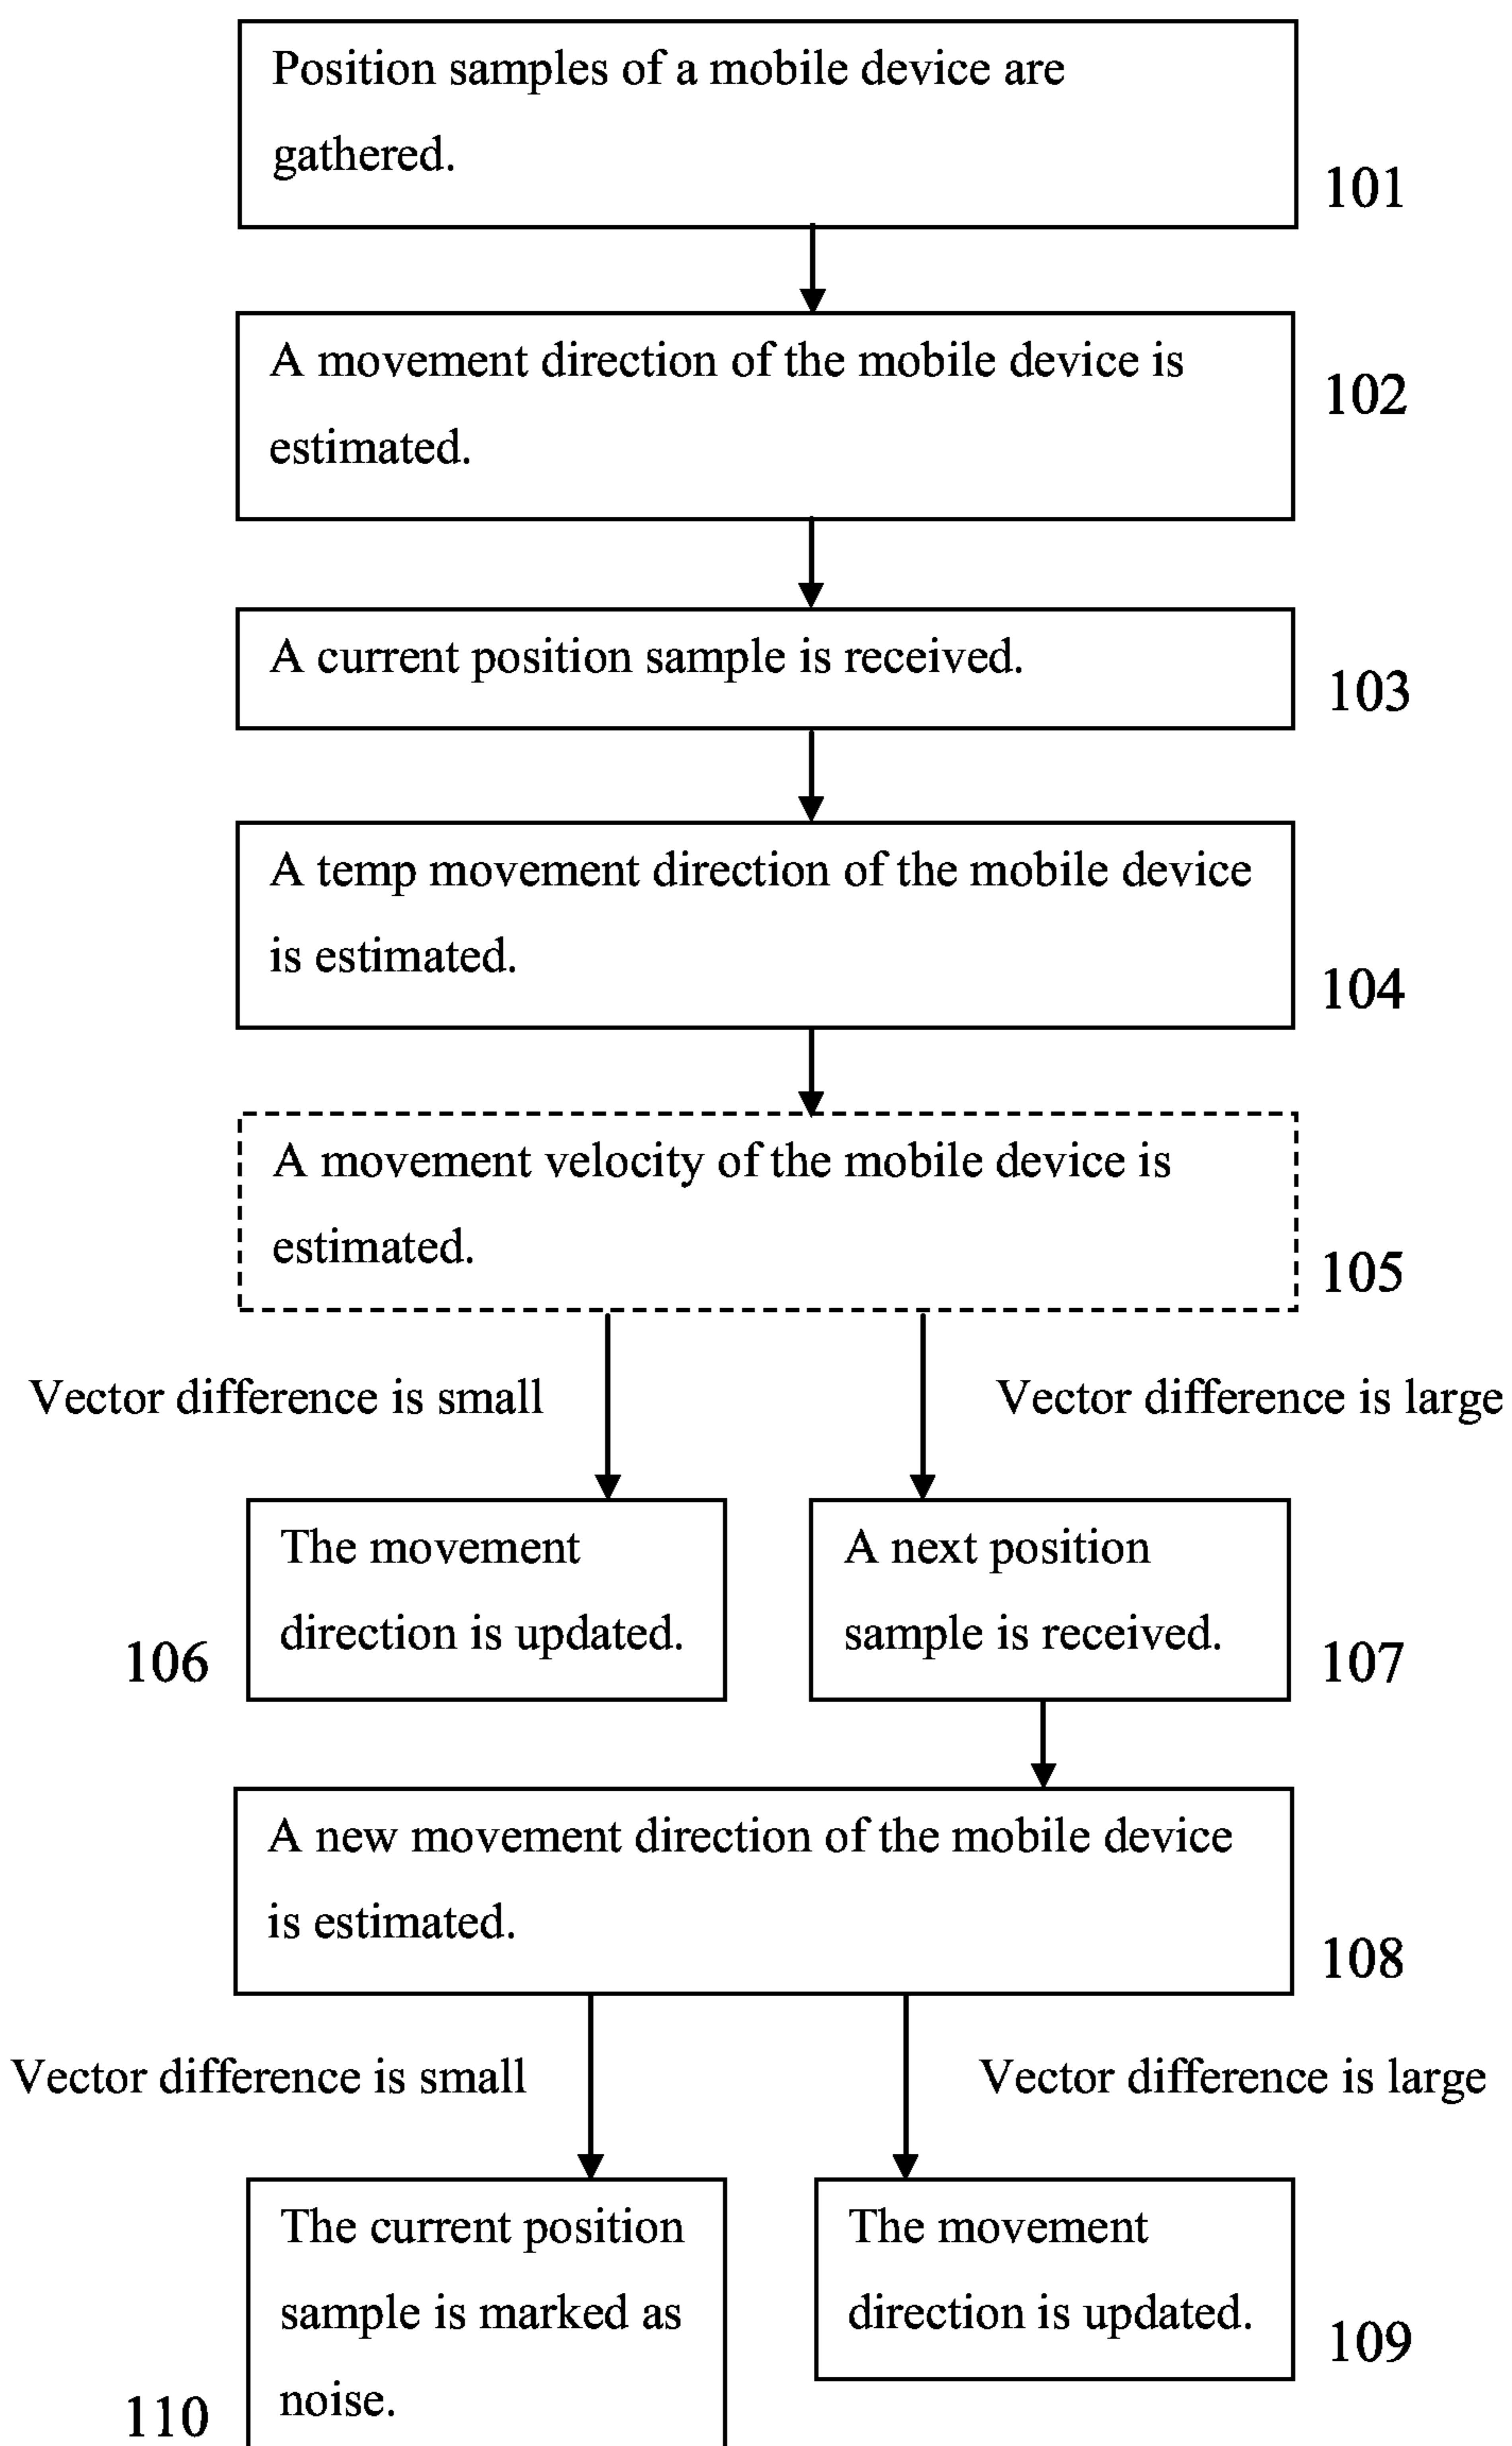 Position samples of a mobile device are
gathered.
101
A movement direction of the mobile device is
estimated.
102
A current position sample is received.
103
A temp movement direction of the mobile device
is estimated.
104
A movement velocity of the mobile device is
estimated.
105
Vector difference is small
Vector difference is large
The movement
direction is updated.
106
A next position
sample is received.
107
A new movement direction of the mobile device
is estimated.
108
Vector difference is small
Vector difference is large
The current position
sample is marked as
noise.
110
The movement
direction is updated.
109